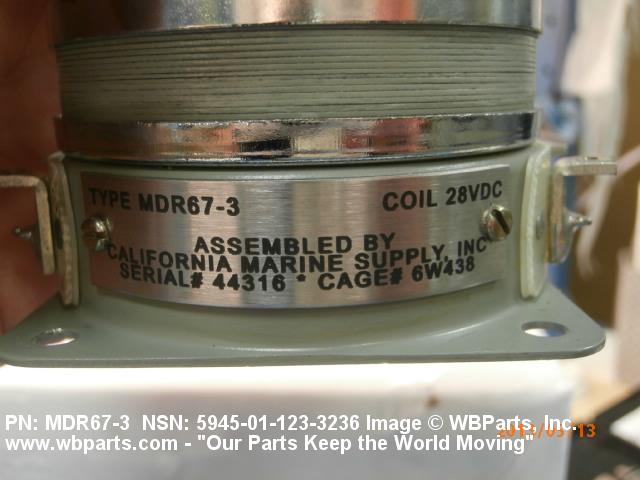 TYPE MDR67-3 COIL 28VDC
ASSEMBLED BY
CALIFORNIA MARINE SUPPLY, INC
SERIAL# 44316 * CAGE# 6W438
PN: MDR67-3 NSN: 5945-01-123-3236 Image © WBParts, Inc.
www.wbparts.com - "Our Parts Keep the World Moving"